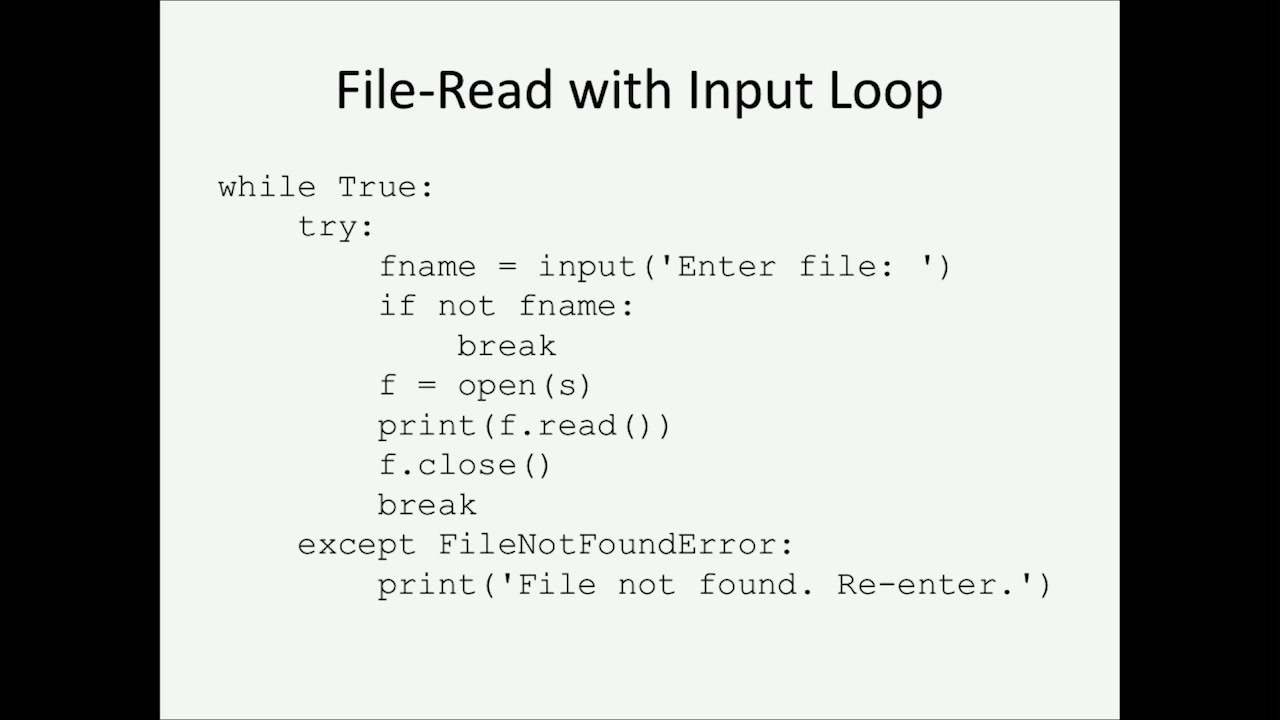 File-Read with Input Loop
while True:
    try:
        fname = input('Enter file: ')
        if not fname:
            break
        f = open(s)
        print(f.read())
        f.close()
        break
    except FileNotFoundError:
        print('File not found. Re-enter.')